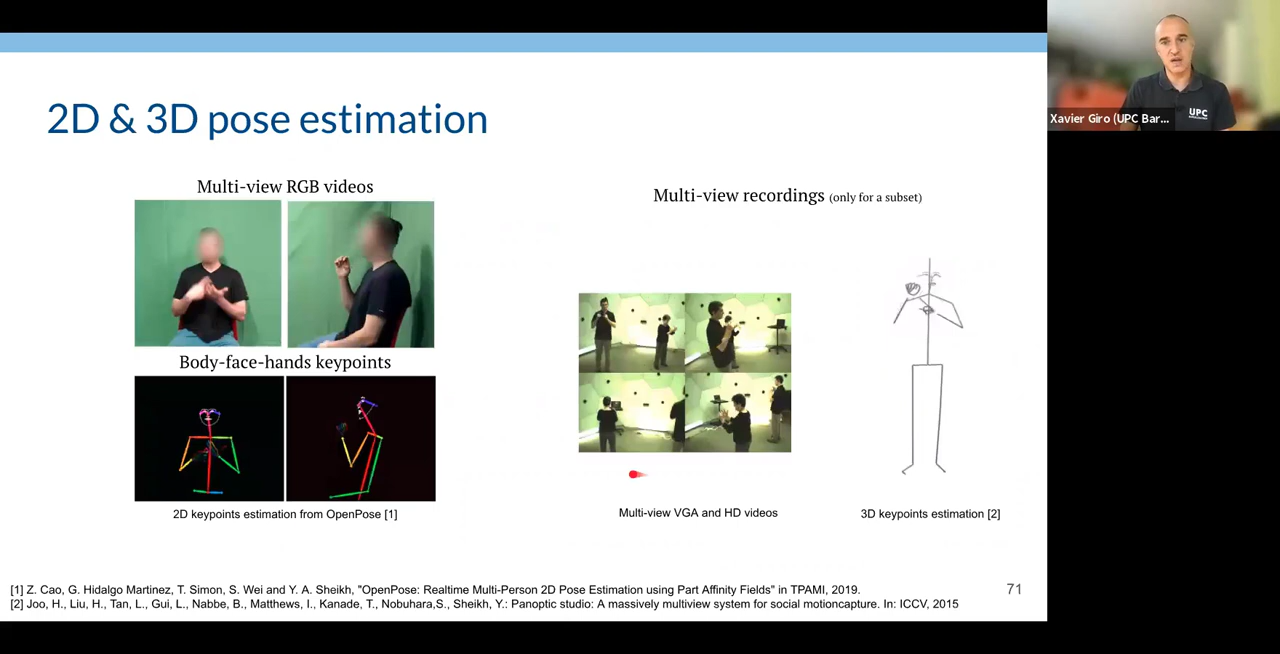 2D & 3D pose estimation
Multi-view RGB videos
Body-face-hands keypoints
2D keypoints estimation from OpenPose [1]
Multi-view recordings (only for a subset)
Multi-view VGA and HD videos
3D keypoints estimation [2]
[1] Z. Cao, G. Hidalgo Martinez, T. Simon, S. Wei and Y. A. Sheikh, "OpenPose: Realtime Multi-Person 2D Pose Estimation using Part Affinity Fields" in TPAMI, 2019.
[2] Joo, H., Liu, H., Tan, L., Gui, L., Nabbe, B., Matthews, I., Kanade, T., Nobuhara,S., Sheikh, Y.: Panoptic studio: A massively multiview system for social motioncapture. In: ICCV, 2015
71
UPC
Xavier Giro (UPC Bar...